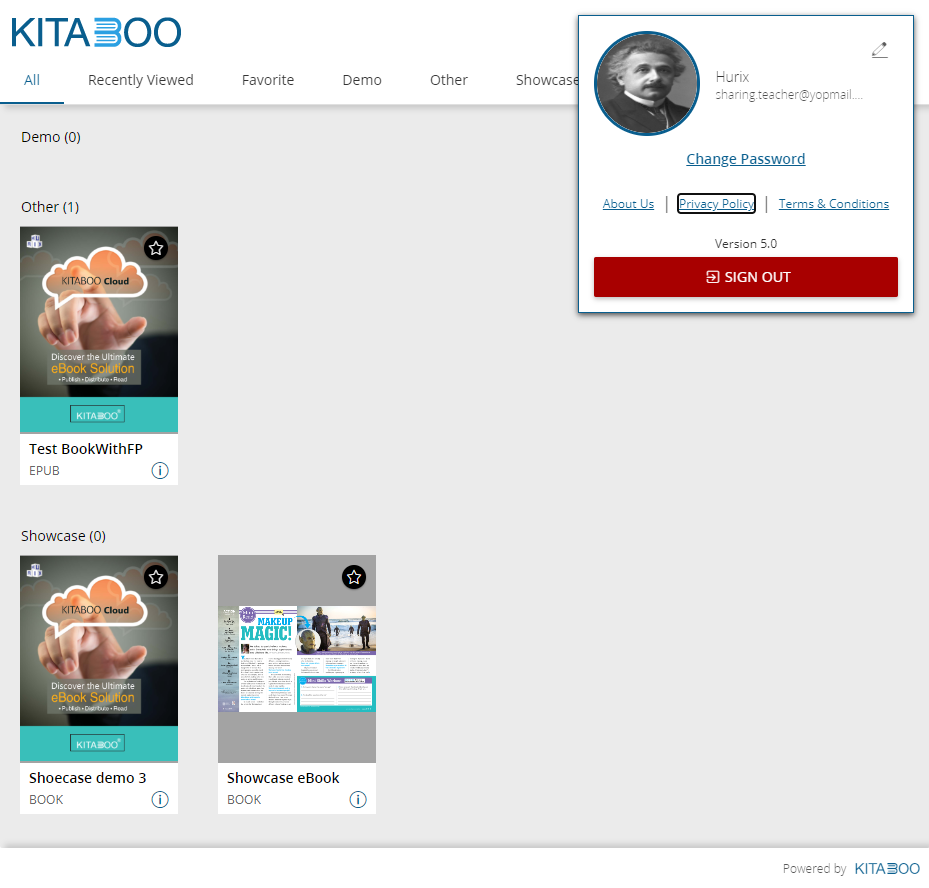 KITABOO
All Recently Viewed Favorite Demo Other Showcase
Hurix
sharing.teacher@yopmail....
Change Password
About Us | Privacy Policy | Terms & Conditions
Version 5.0
SIGN OUT
Demo (0)
Other (1)
KITABOO Cloud
Discover the Ultimate
eBook Solution
• Publish • Distribute • Read
KITABOO
Test BookWithFP
EPUB
Showcase (0)
KITABOO Cloud
Discover the Ultimate
eBook Solution
• Publish • Distribute • Read
KITABOO
Shoecase demo 3
BOOK
MAKEUP
MAGIC!
Showcase eBook
BOOK
Powered by KITABOO